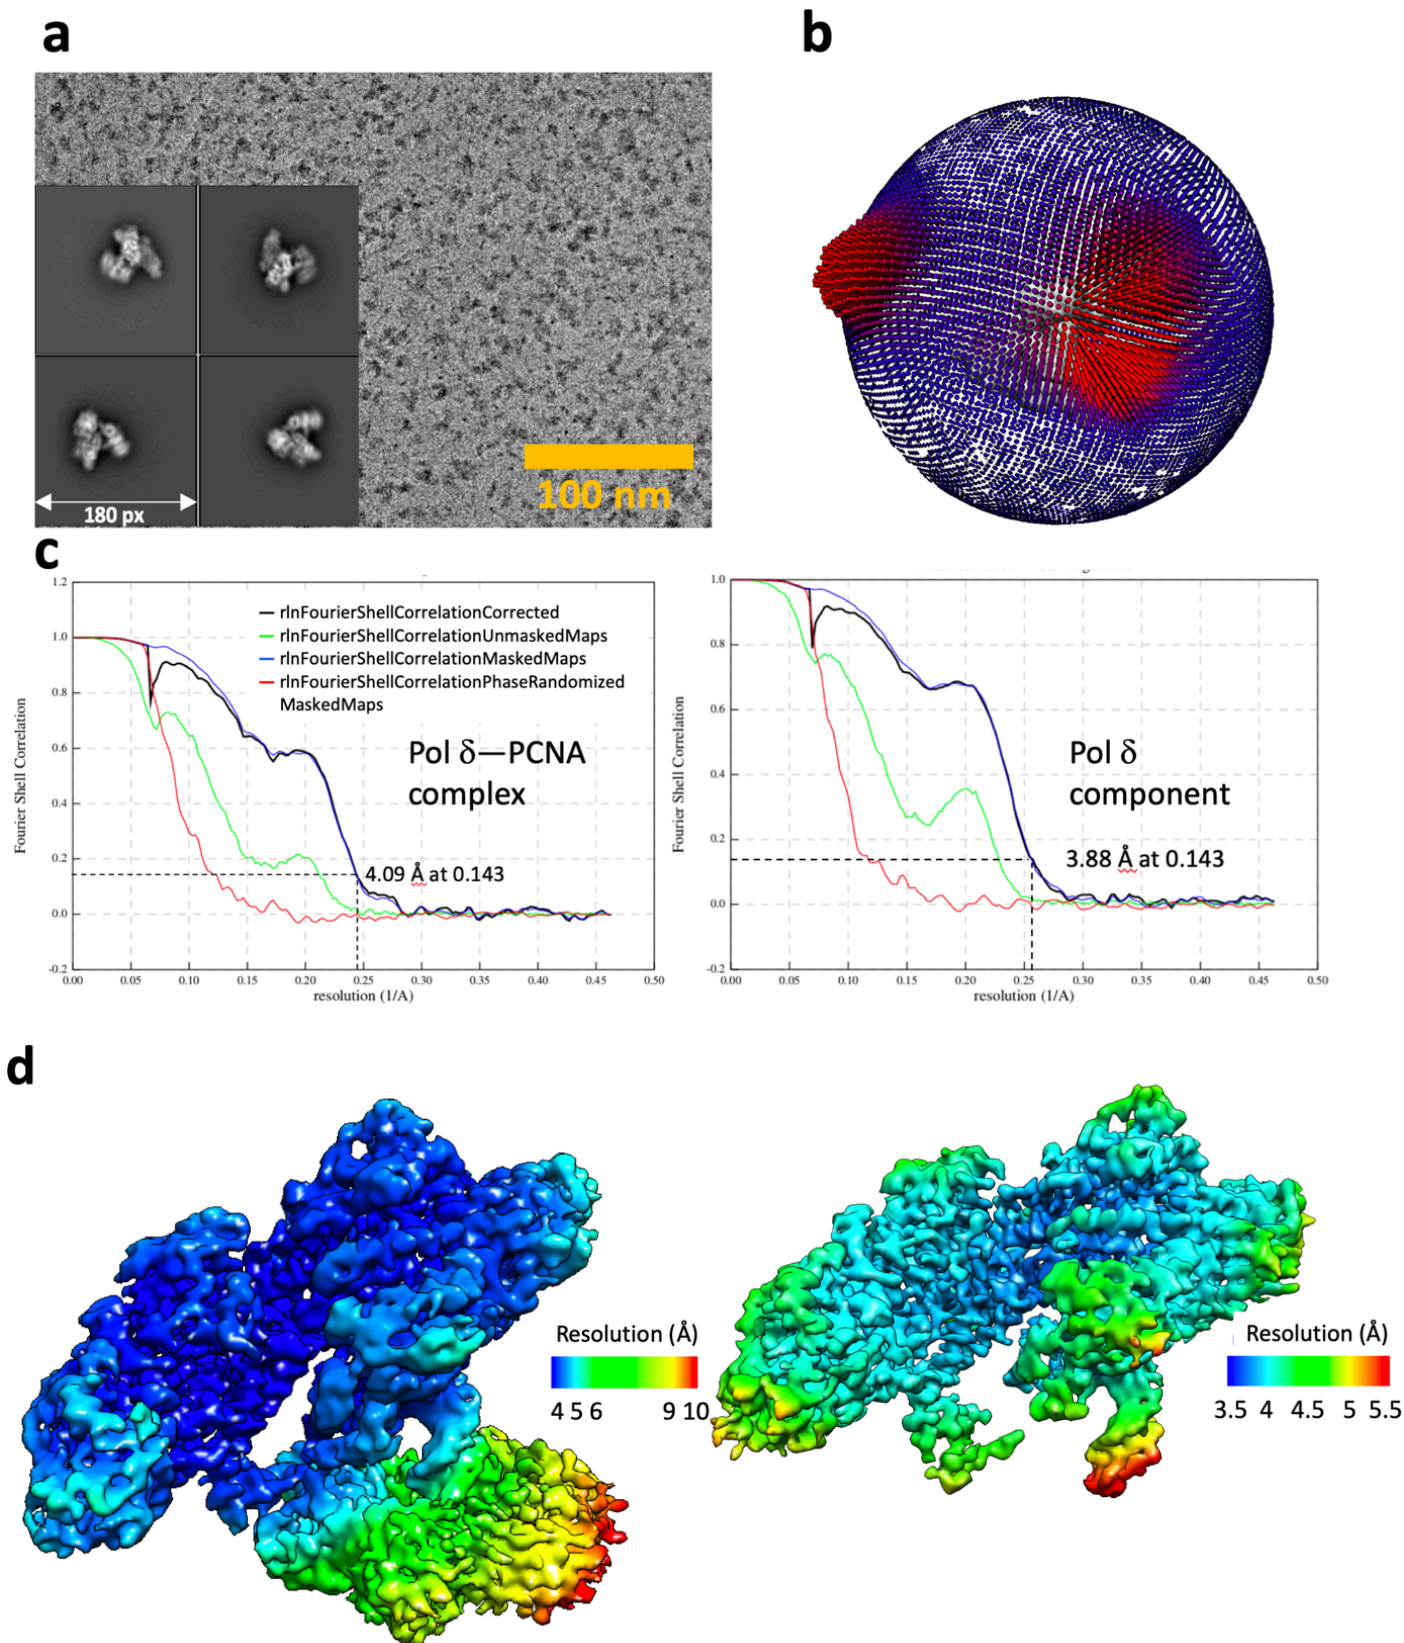 a
b
180 px
100 nm
c
1.2
1.0
0.8
0.6
0.4
0.2
0.0
-0.2
Fourier Shell Correlation
rlnFourierShellCorrelationCorrected
rlnFourierShellCorrelationUnmaskedMaps
rlnFourierShellCorrelationMaskedMaps
rlnFourierShellCorrelationPhaseRandomized
MaskedMaps
Pol δ—PCNA
complex
4.09 Å at 0.143
0.00 0.05 0.10 0.15 0.20 0.25 0.30 0.35 0.40 0.45 0.50
resolution (1/A)
1.0
0.8
0.6
0.4
0.2
0.0
-0.2
Fourier Shell Correlation
Pol δ
component
3.88 Å at 0.143
0.00 0.05 0.10 0.15 0.20 0.25 0.30 0.35 0.40 0.45 0.50
resolution (1/A)
d
Resolution (Å)
4 5 6 9 10
Resolution (Å)
3.5 4 4.5 5 5.5